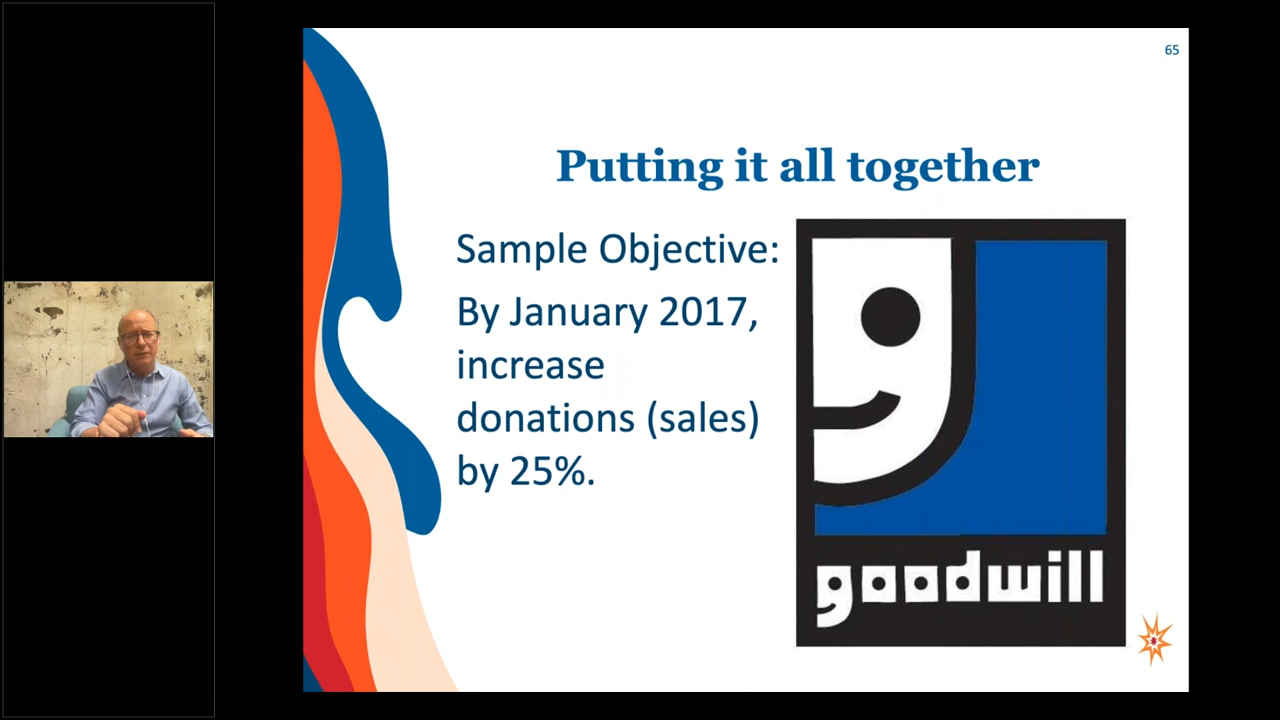 65
Putting it all together
Sample Objective:
By January 2017,
increase
donations (sales)
by 25%.
goodwill